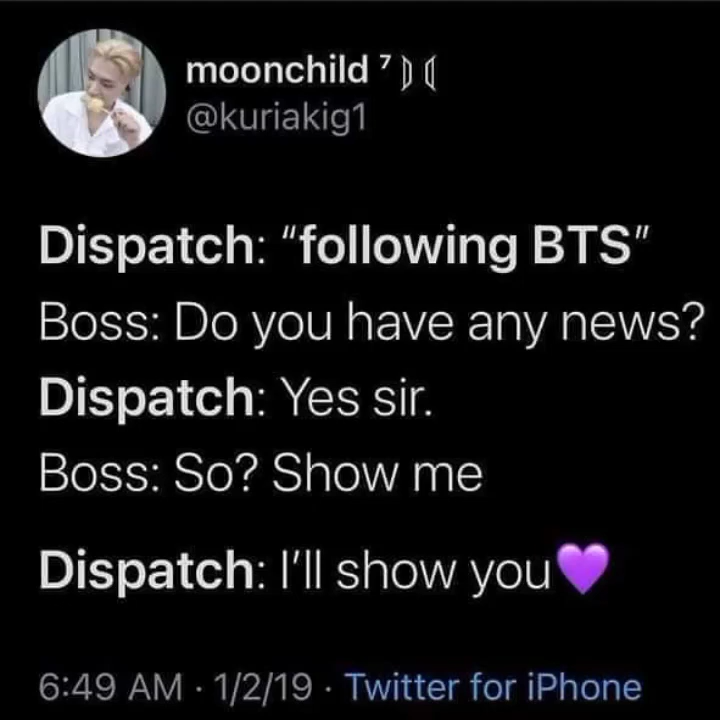 moonchild ⁷ ⟭⟬
@kuriakig1
Dispatch: “following BTS”
Boss: Do you have any news?
Dispatch: Yes sir.
Boss: So? Show me
Dispatch: I’ll show you💜
6:49 AM · 1/2/19 · Twitter for iPhone